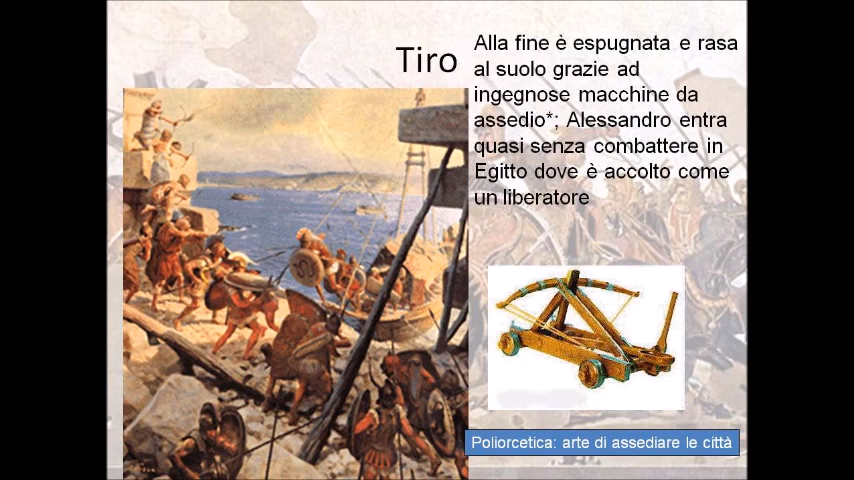 Tiro
Alla fine è espugnata e rasa
al suolo grazie ad
ingegnose macchine da
assedio*; Alessandro entra
quasi senza combattere in
Egitto dove è accolto come
un liberatore
Poliorcetica: arte di assediare le città